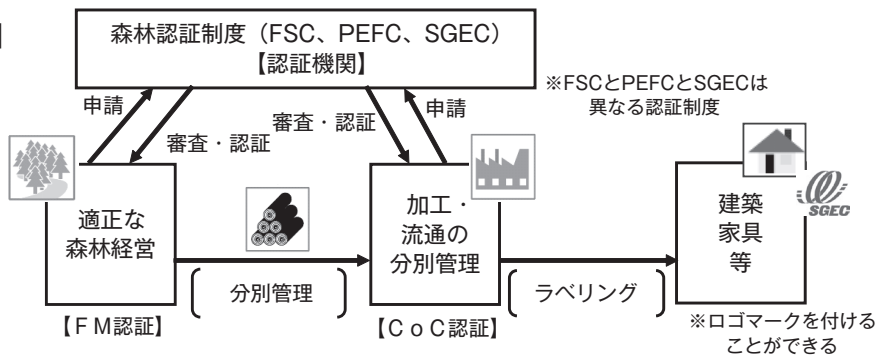 森林認証制度（FSC、PEFC、SGEC）
【認証機関】
※FSCとPEFCとSGECは
異なる認証制度
申請
審査・認証
審査・認証
申請
適正な
森林経営
加工・
流通の
分別管理
建築
家具
等
SGEC
分別管理
ラベリング
【ＦＭ認証】
【ＣｏＣ認証】
※ロゴマークを付ける
ことができる